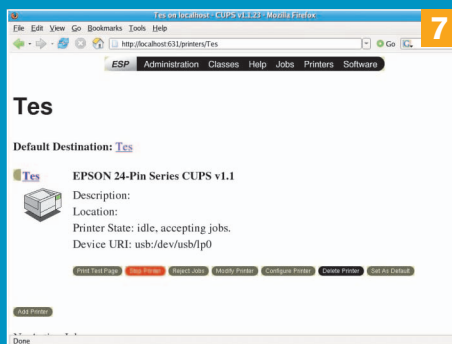 Tes on localhost - CUPS v1.1.23 - Mozilla Firefox
7
File Edit View Go Bookmarks Tools Help
http://localhost:631/printers/Tes
Go
ESP Administration Classes Help Jobs Printers Software
Tes
Default Destination: Tes
Tes EPSON 24-Pin Series CUPS v1.1
Description:
Location:
Printer State: idle, accepting jobs.
Device URI: usb:/dev/usb/lp0
Print Test Page Stop Printer Reject Jobs Modify Printer Configure Printer Delete Printer Set As Default
Add Printer
Done